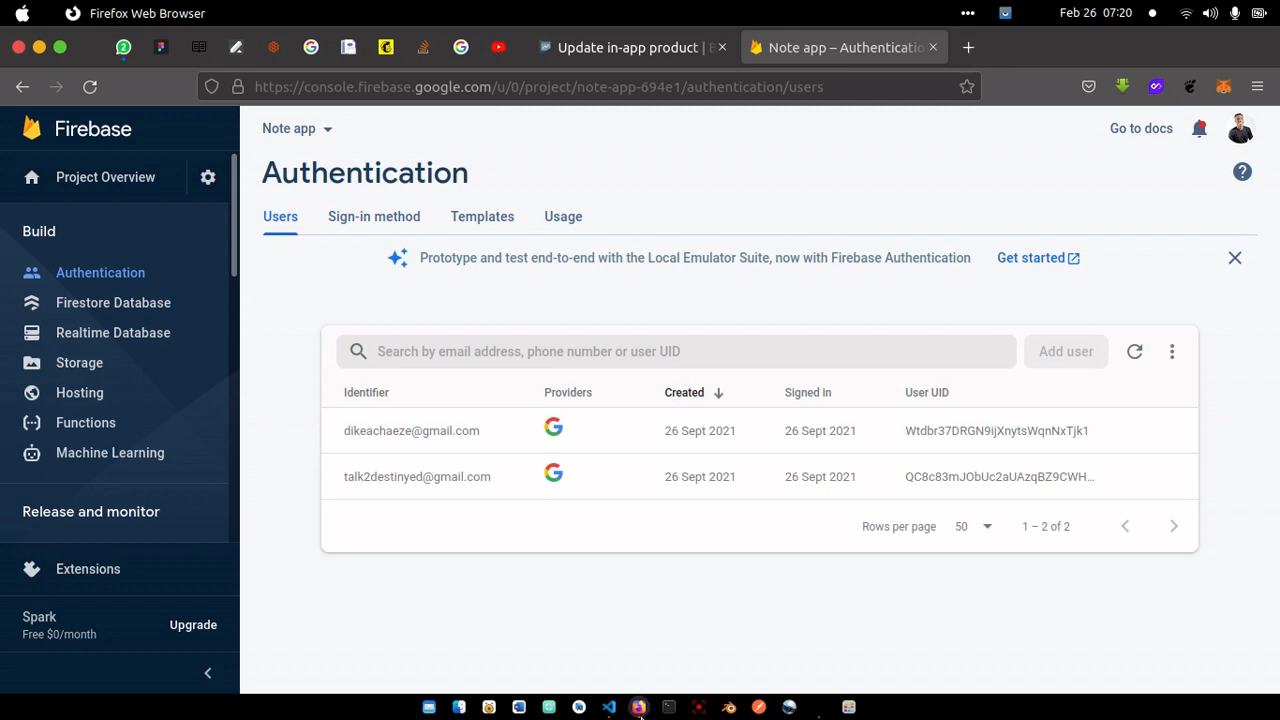 Firefox Web Browser
Feb 26 07:20
2
Update in-app product | B
Note app – Authenticatio
https://console.firebase.google.com/u/0/project/note-app-694e1/authentication/users
Firebase
Note app
Go to docs
Project Overview
Authentication
Users
Sign-in method
Templates
Usage
Build
Prototype and test end-to-end with the Local Emulator Suite, now with Firebase Authentication
Get started
Authentication
Firestore Database
Realtime Database
Storage
Hosting
Functions
Machine Learning
Release and monitor
Extensions
Spark
Free $0/month
Upgrade
Search by email address, phone number or user UID
Add user
Identifier
Providers
Created
Signed in
User UID
dikeachaeze@gmail.com
26 Sept 2021
26 Sept 2021
Wtdbr37DRGN9ijXnytsWqnNxTjk1
talk2destinyed@gmail.com
26 Sept 2021
26 Sept 2021
QC8c83mJObUc2aUAzqBZ9CWH...
Rows per page
50
1 – 2 of 2